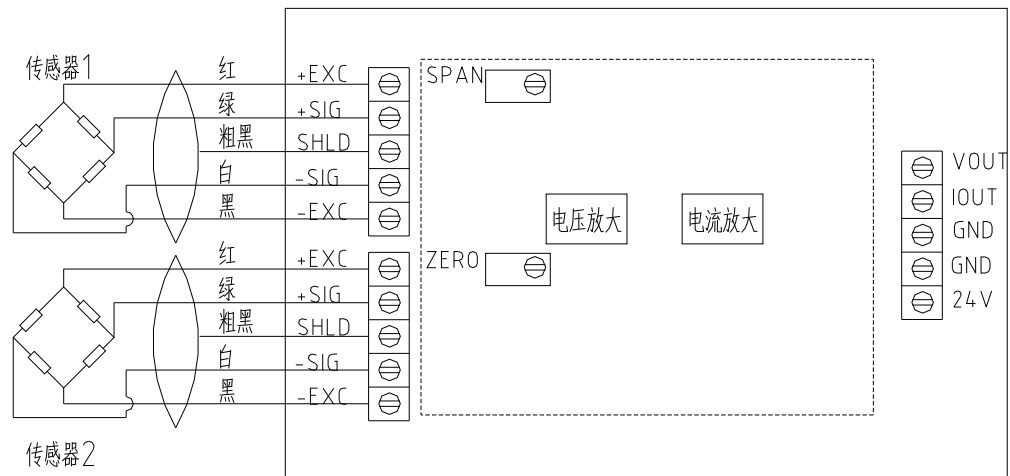 传感器1
红
绿
粗黑
白
黑
+EXC
+SIG
SHLD
-SIG
-EXC
SPAN
电压放大
电流放大
ZERO
VOUT
IOUT
GND
GND
24V
红
绿
粗黑
白
黑
+EXC
+SIG
SHLD
-SIG
-EXC
传感器2